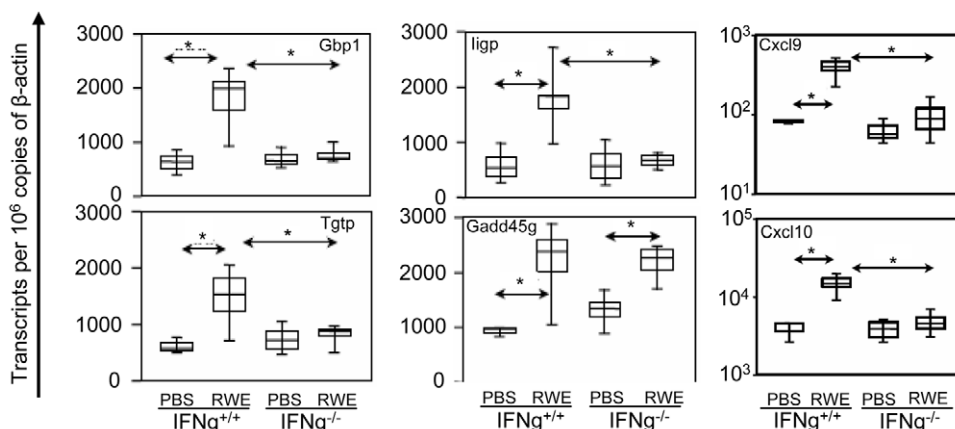 Transcripts per 10⁶ copies of β-actin
3000
2000
1000
0
Gbp1
*
*
3000
2000
1000
0
Iigp
*
*
10³
10²
10¹
Cxcl9
*
*
3000
2000
1000
0
Tgtp
*
*
3000
2000
1000
0
Gadd45g
*
*
10⁵
10⁴
10³
Cxcl10
*
*
PBS RWE PBS RWE
IFNg⁺/⁺ IFNg⁻/⁻
PBS RWE PBS RWE
IFNg⁺/⁺ IFNg⁻/⁻
PBS RWE PBS RWE
IFNg⁺/⁺ IFNg⁻/⁻